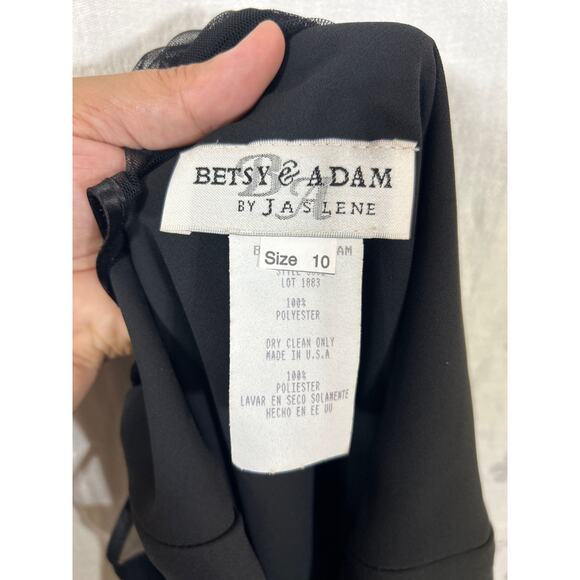 BETSY & ADAM
BY JASLENE
Size 10
LOT 1883
100%
POLYESTER
DRY CLEAN ONLY
MADE IN U.S.A
100%
POLIESTER
LAVAR EN SECO SOLAMENTE
HECHO EN EE UU